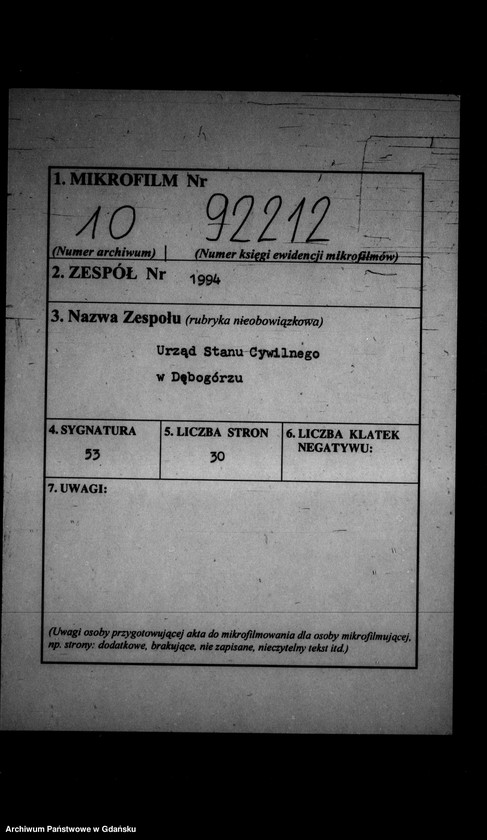 1. MIKROFILM Nr
10 92212
(Numer archiwum) (Numer księgi ewidencji mikrofilmów)
2. ZESPÓŁ Nr 1994
3. Nazwa Zespołu (rubryka nieobowiązkowa)
Urząd Stanu Cywilnego
w Dębogórzu
4. SYGNATURA 5. LICZBA STRON 6. LICZBA KLATEK
NEGATYWU:
53 30
7. UWAGI:
(Uwagi osoby przygotowującej akta do mikrofilmowania dla osoby mikrofilmującej,
np. strony: dodatkowe, brakujące, nie zapisane, nieczytelny tekst itd.)
Archiwum Państwowe w Gdańsku